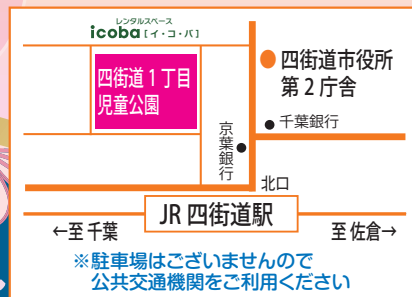 レンタルスペース
icoba [イ・コ・バ]
四街道1丁目
児童公園
四街道市役所
第2庁舎
千葉銀行
京葉銀行
北口
JR 四街道駅
←至 千葉
至 佐倉→
※駐車場はございませんので
公共交通機関をご利用ください